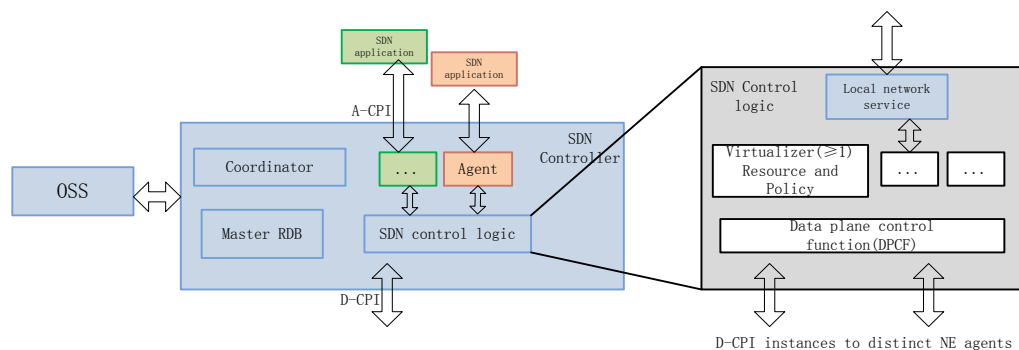 SDN
application
SDN
application
A-CPI
OSS
Coordinator
Master RDB
...
Agent
SDN
Controller
SDN control logic
D-CPI
SDN Control
logic
Local network
service
Virtualizer(≥1)
Resource and
Policy
...
...
Data plane control
function(DPCF)
D-CPI instances to distinct NE agents